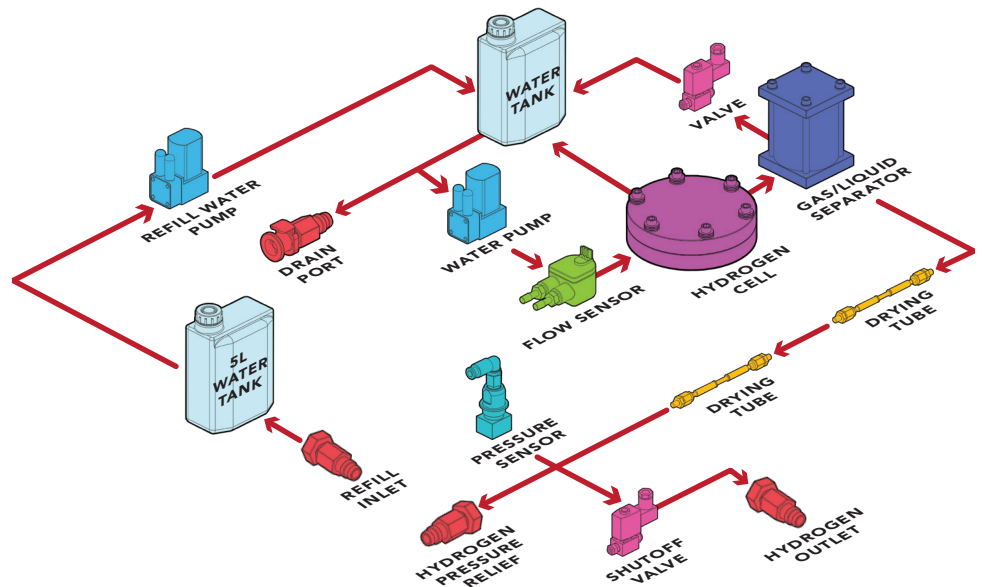 WATER
TANK
VALVE
GAS/LIQUID
SEPARATOR
REFILL WATER
PUMP
DRAIN
PORT
WATER PUMP
FLOW SENSOR
HYDROGEN
CELL
DRYING
TUBE
5L
WATER
TANK
DRYING
TUBE
PRESSURE
SENSOR
REFILL
INLET
HYDROGEN
PRESSURE
RELIEF
SHUTOFF
VALVE
HYDROGEN
OUTLET